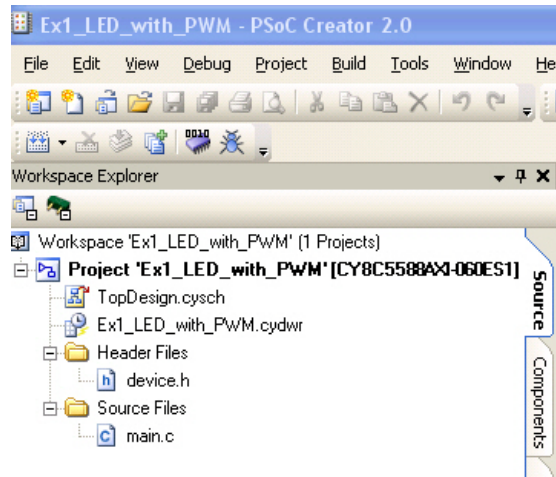 Ex1_LED_with_PWM - PSoC Creator 2.0
File Edit View Debug Project Build Tools Window He
0010
Workspace Explorer
Workspace 'Ex1_LED_with_PWM' (1 Projects)
Project 'Ex1_LED_with_PWM' [CY8C5588AXI-060ES1]
TopDesign.cysch
Ex1_LED_with_PWM.cydwr
Header Files
h device.h
Source Files
c main.c
Source
Components